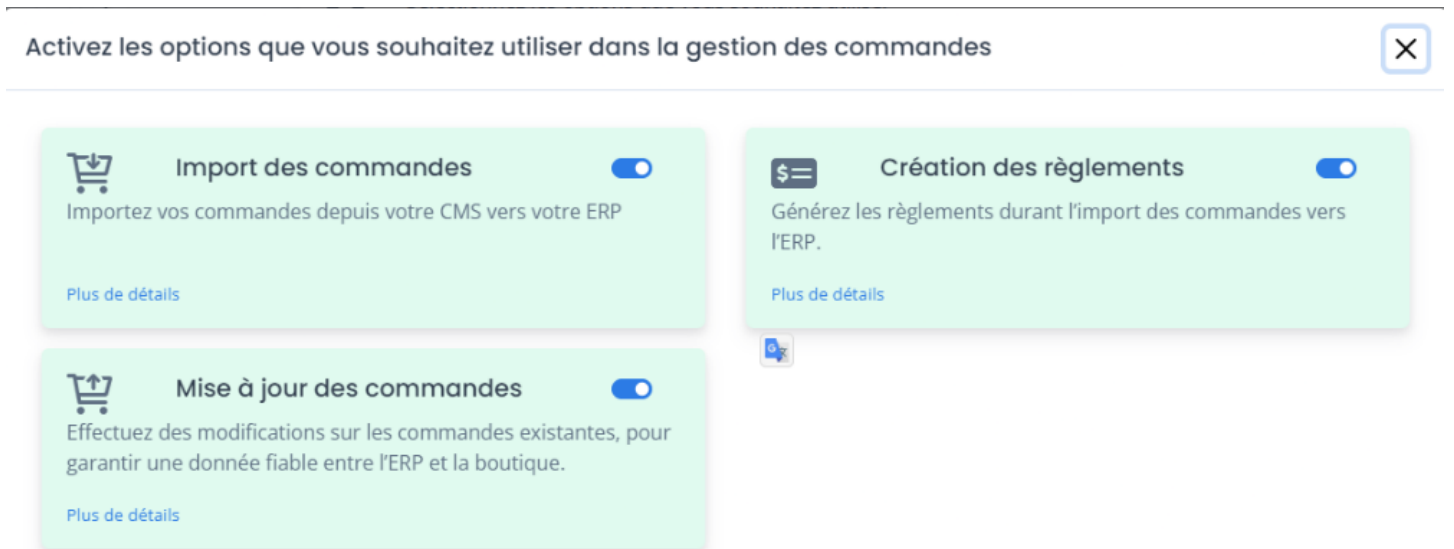 Activez les options que vous souhaitez utiliser dans la gestion des commandes
Import des commandes
Importez vos commandes depuis votre CMS vers votre ERP
Plus de détails
Création des règlements
Générez les règlements durant l'import des commandes vers
l'ERP.
Plus de détails
Mise à jour des commandes
Effectuez des modifications sur les commandes existantes, pour
garantir une donnée fiable entre l'ERP et la boutique.
Plus de détails